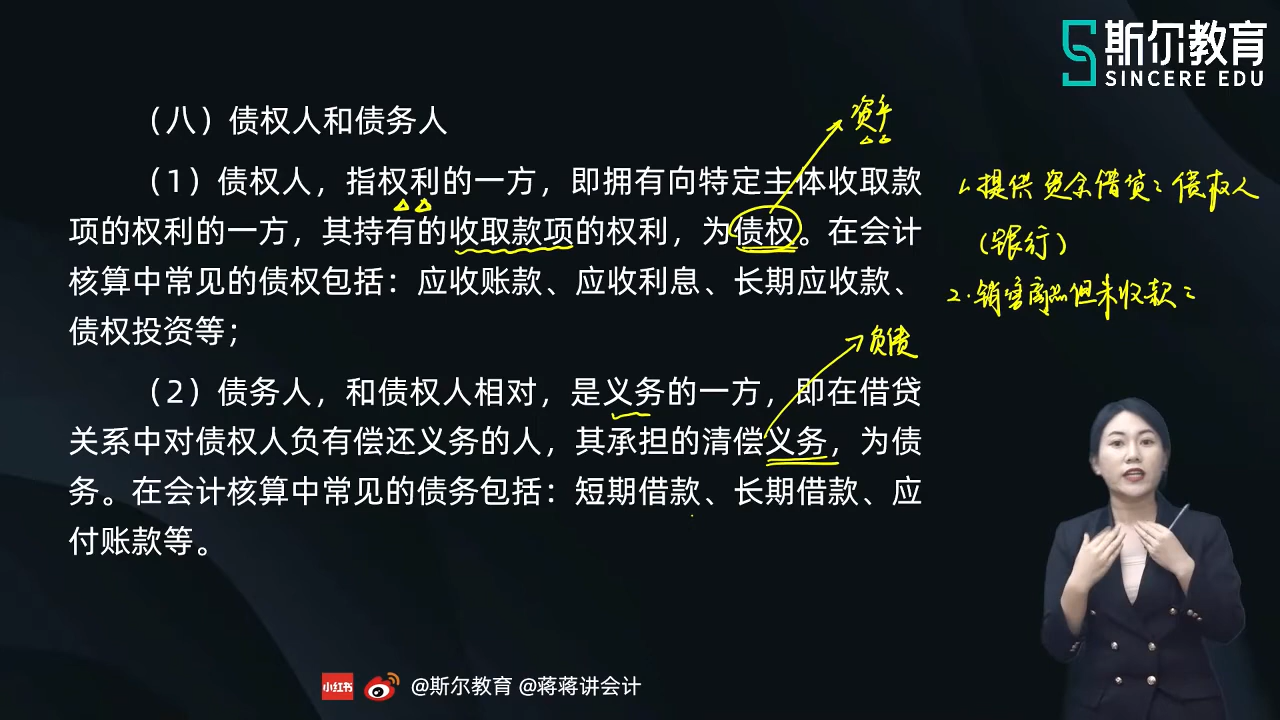 斯尔教育
SINCERE EDU
（八）债权人和债务人
资产
（1）债权人，指权利的一方，即拥有向特定主体收取款
项的权利的一方，其持有的收取款项的权利，为债权。在会计
核算中常见的债权包括：应收账款、应收利息、长期应收款、
债权投资等；
1.提供资金借贷：债权人
（银行）
2.销售商品但未收款：
负债
（2）债务人，和债权人相对，是义务的一方，即在借贷
关系中对债权人负有偿还义务的人，其承担的清偿义务，为债
务。在会计核算中常见的债务包括：短期借款、长期借款、应
付账款等。
小红书 @斯尔教育 @蒋蒋讲会计